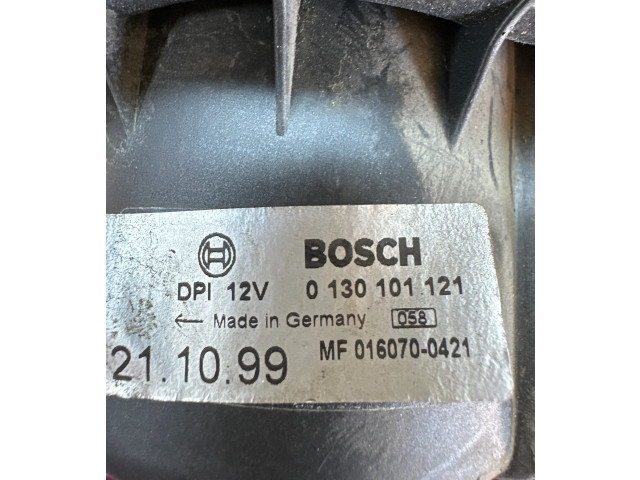 BOSCH
DPI 12V 0 130 101 121
← Made in Germany 058
21.10.99 MF 016070-0421